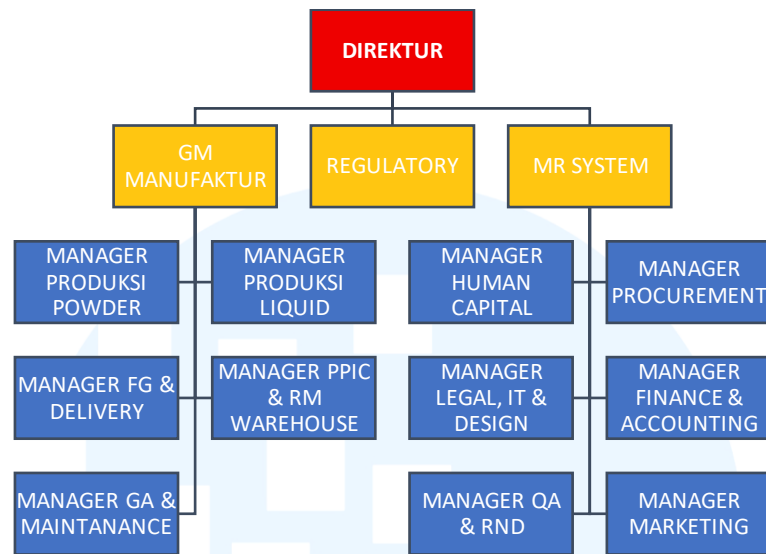 DIREKTUR
GM
MANUFAKTUR
REGULATORY
MR SYSTEM
MANAGER
PRODUKSI
POWDER
MANAGER
PRODUKSI
LIQUID
MANAGER
HUMAN
CAPITAL
MANAGER
PROCUREMENT
MANAGER FG &
DELIVERY
MANAGER PPIC
& RM
WAREHOUSE
MANAGER
LEGAL, IT &
DESIGN
MANAGER
FINANCE &
ACCOUNTING
MANAGER GA &
MAINTANANCE
MANAGER QA
& RND
MANAGER
MARKETING